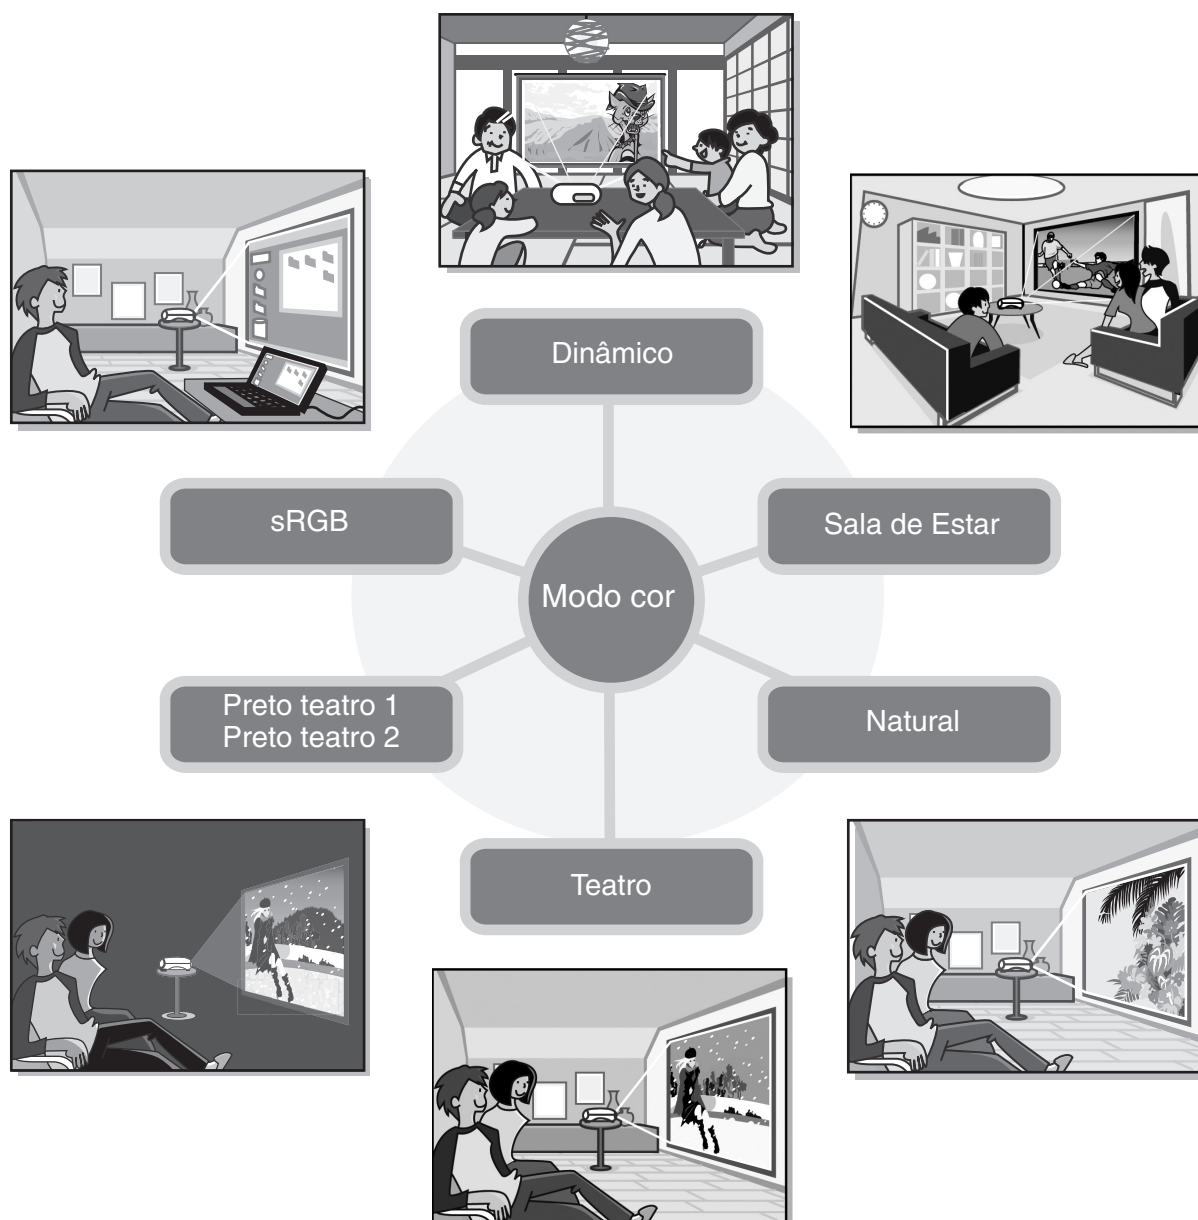 Dinâmico
sRGB
Sala de Estar
Modo cor
Preto teatro 1
Preto teatro 2
Natural
Teatro